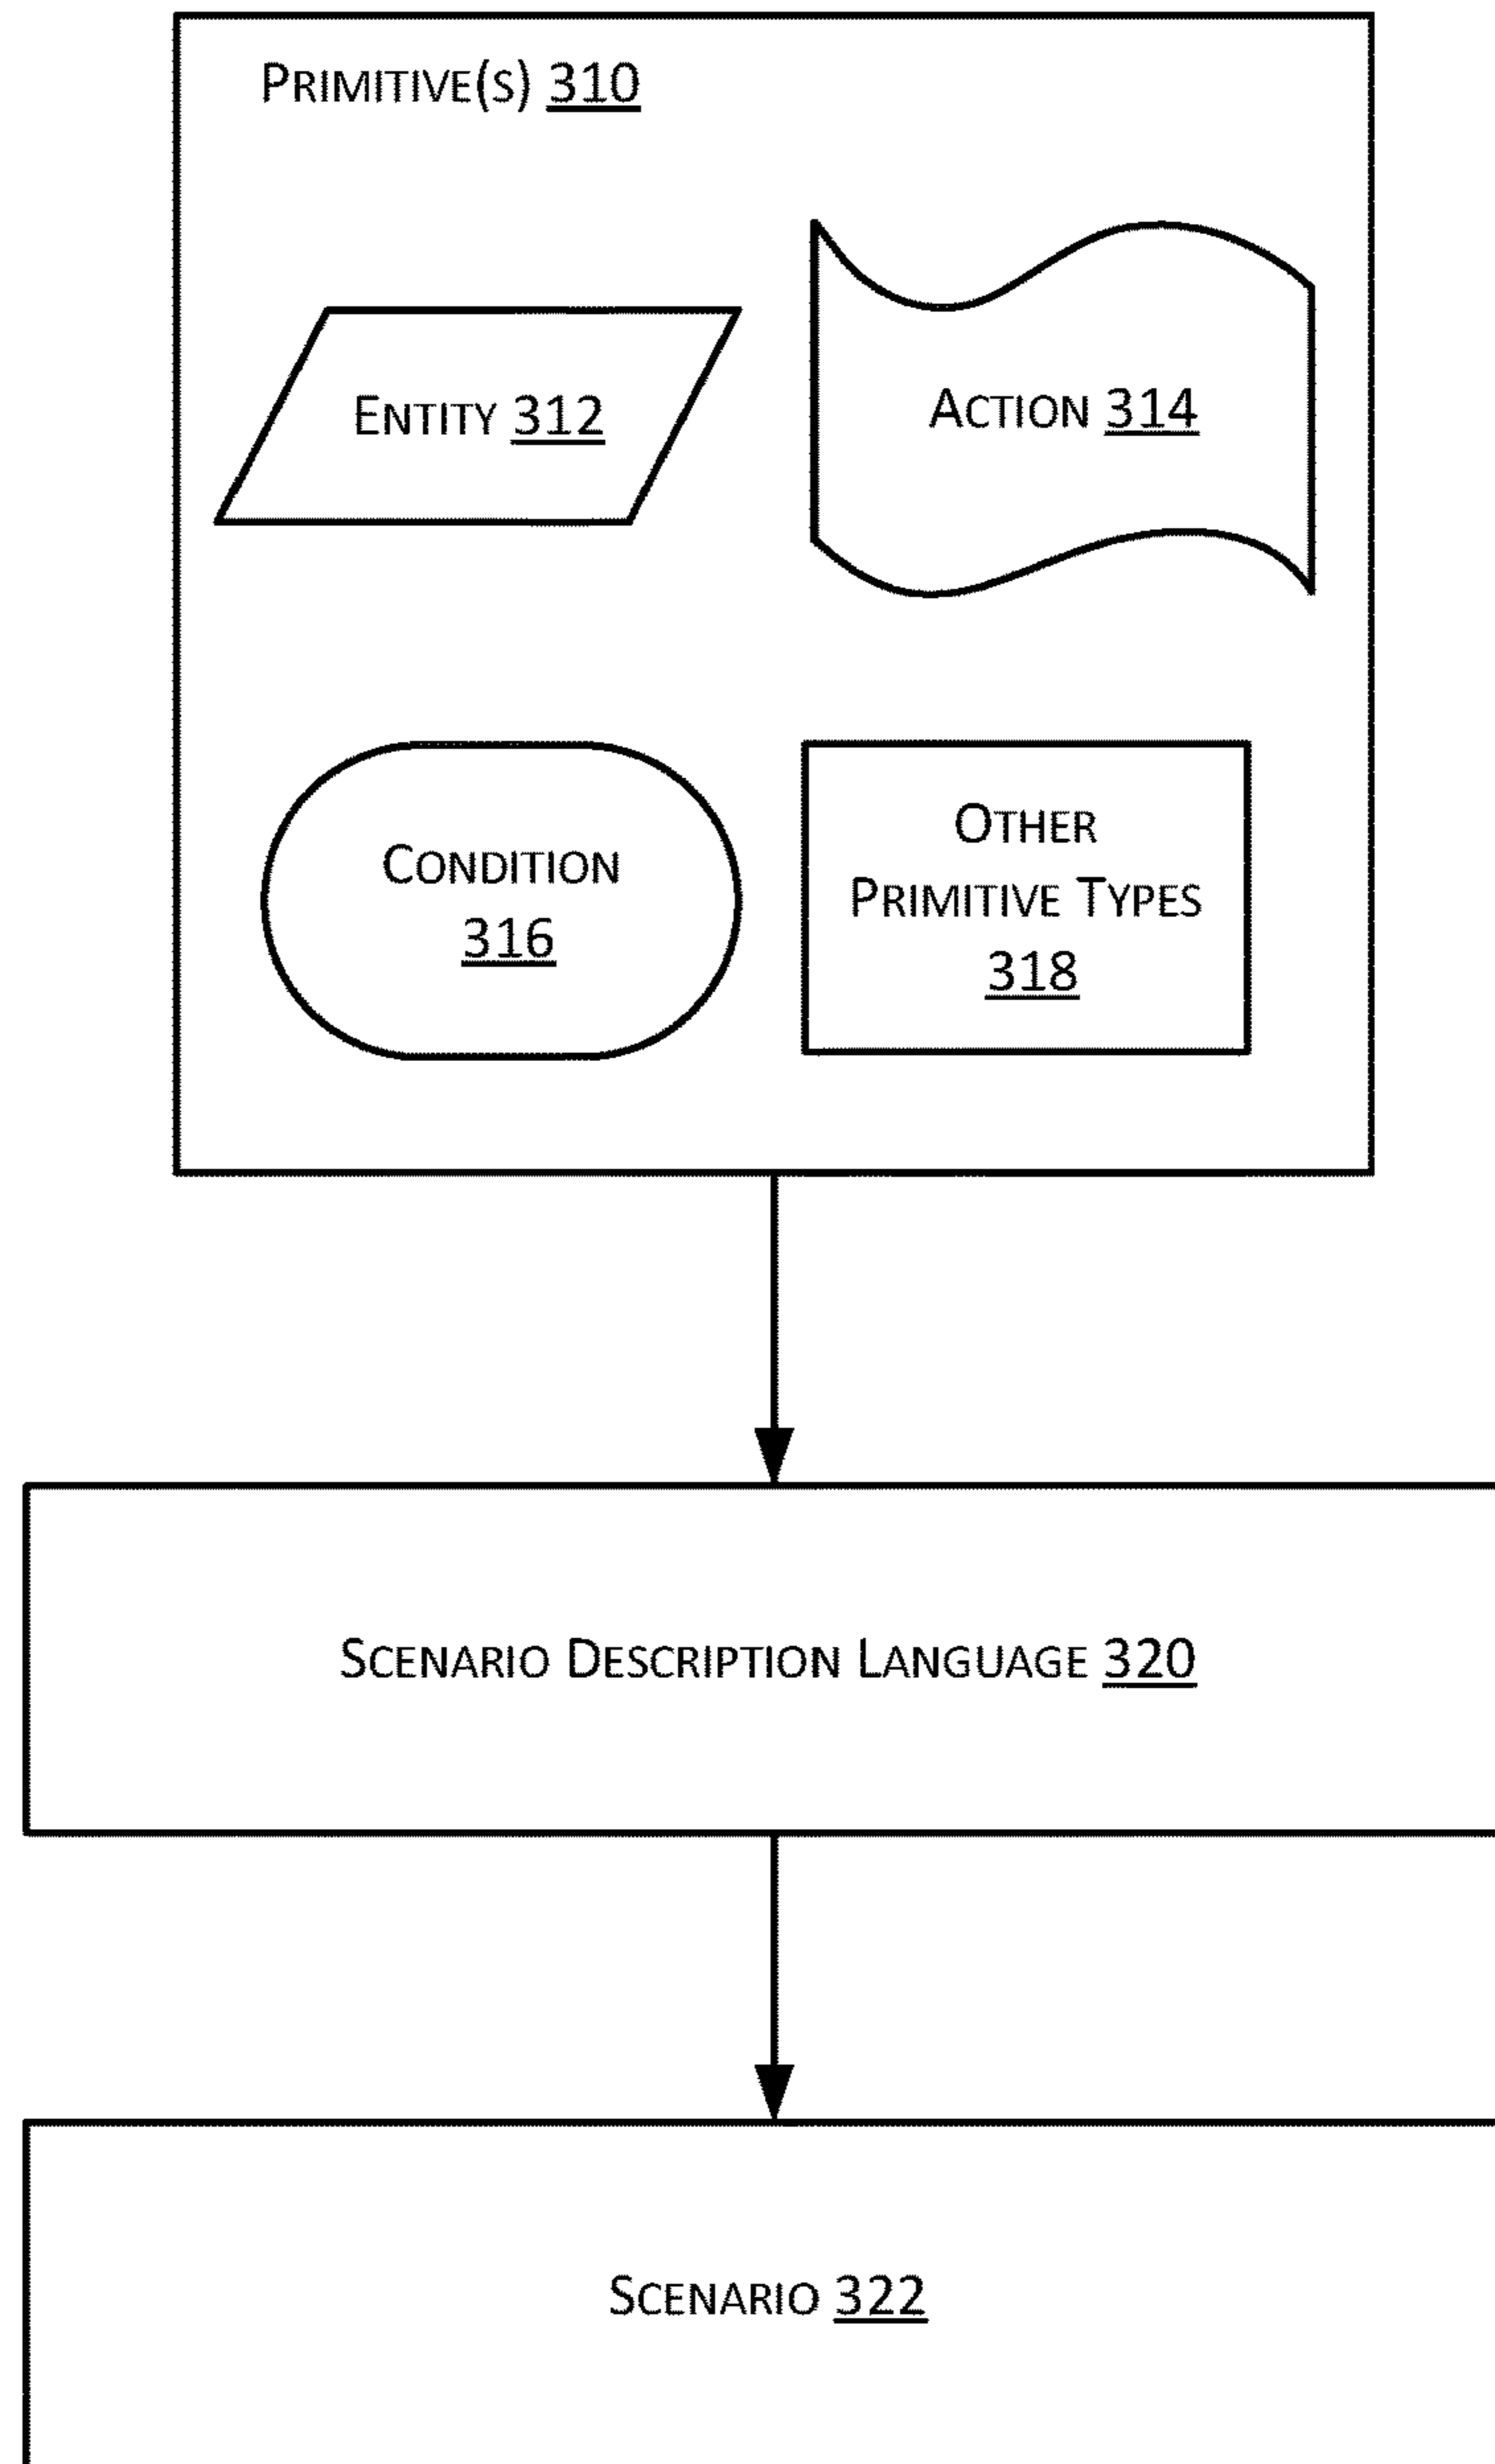 PRIMITIVE(S) 310
ENTITY 312
ACTION 314
CONDITION
316
OTHER
PRIMITIVE TYPES
318
SCENARIO DESCRIPTION LANGUAGE 320
SCENARIO 322